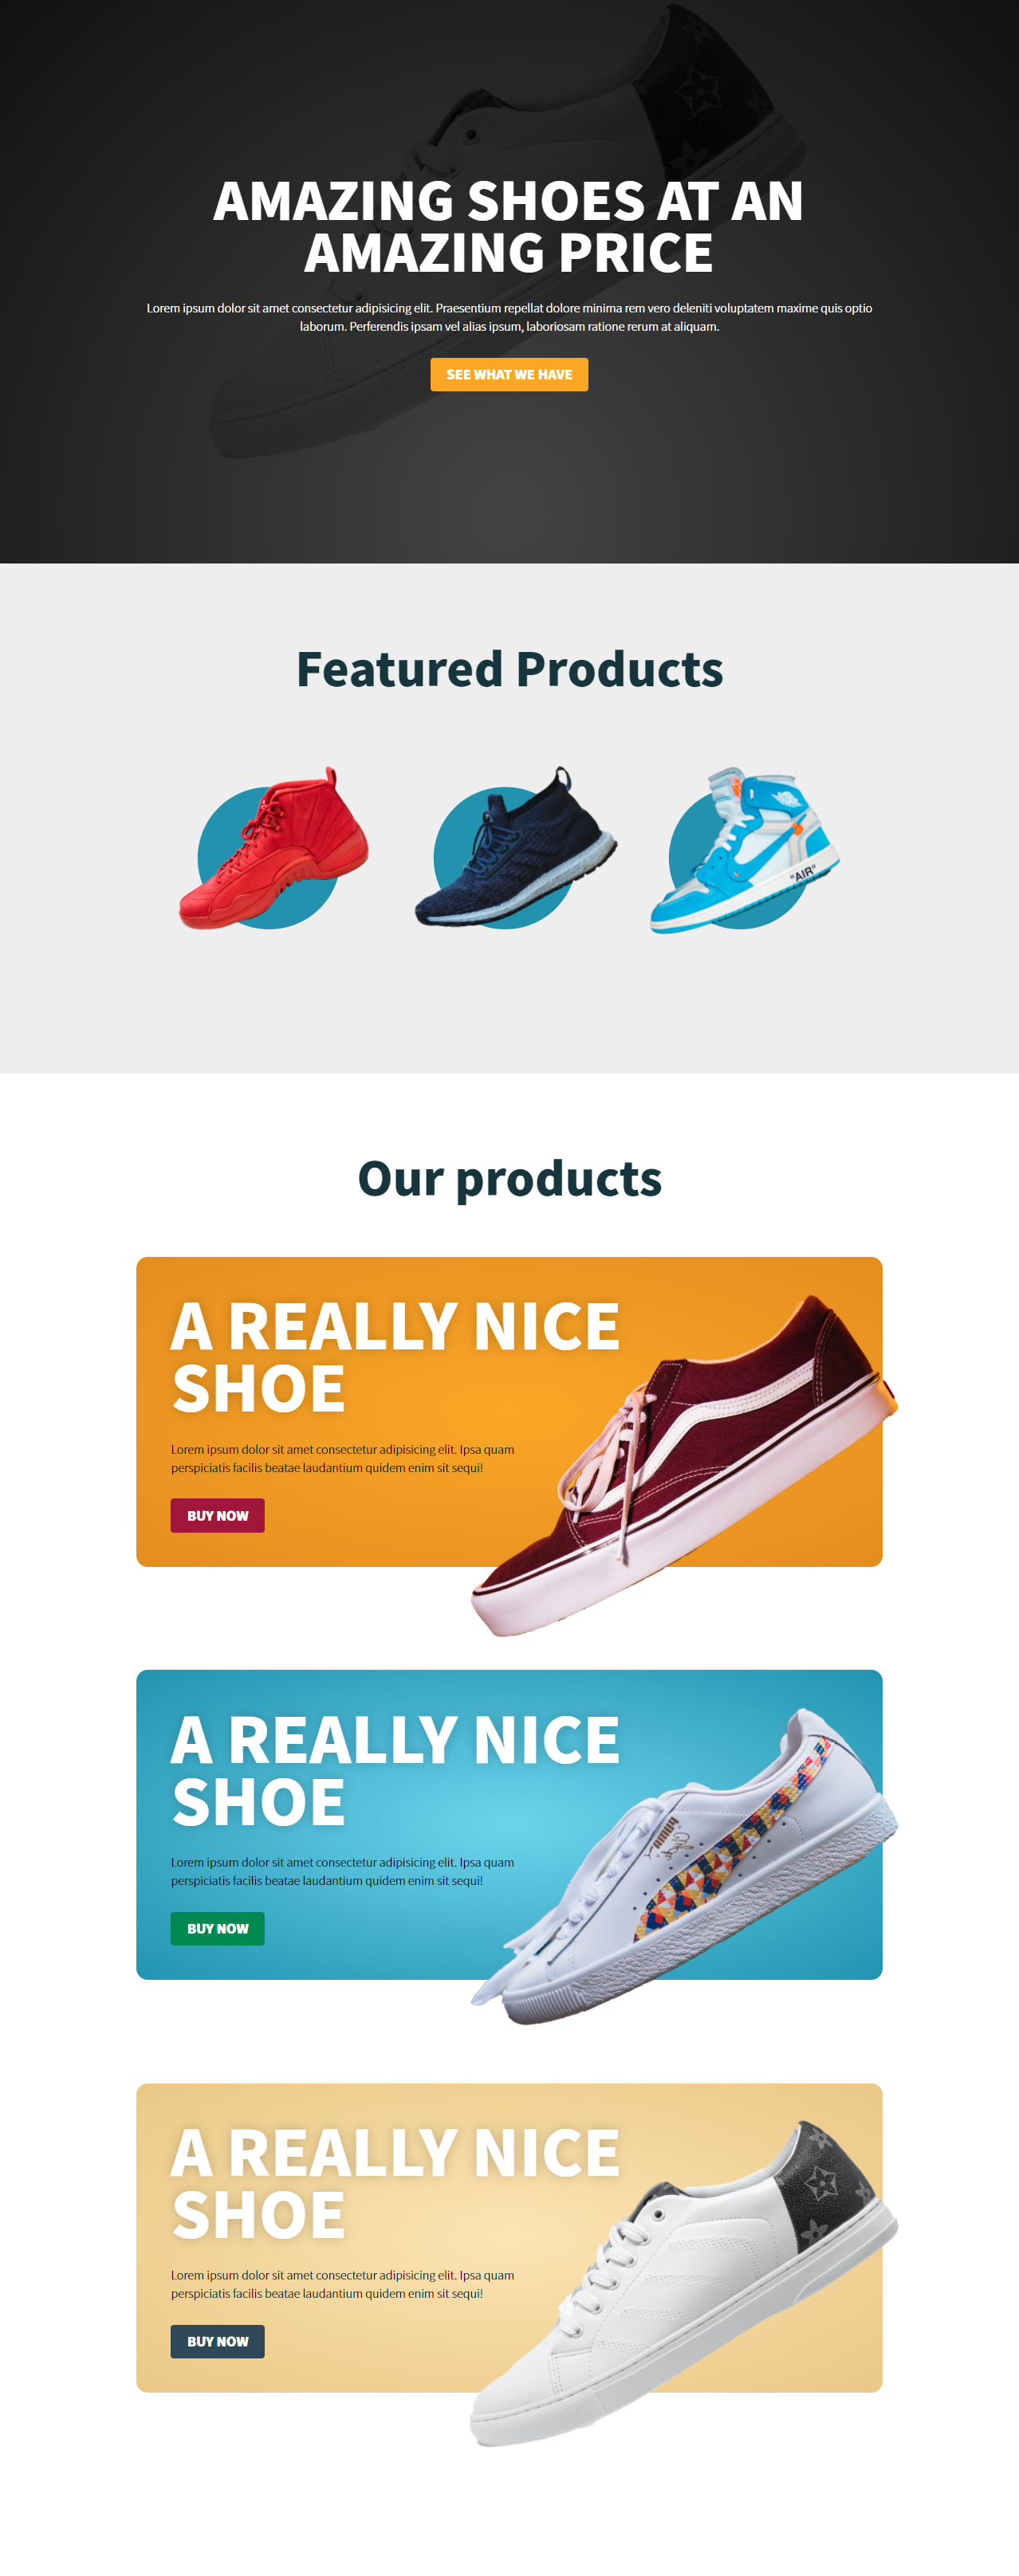 AMAZING SHOES AT AN
AMAZING PRICE
Lorem ipsum dolor sit amet consectetur adipisicing elit. Praesentium repellat dolore minima rem vero deleniti voluptatem maxime quis optio
laborum. Perferendis ipsam vel alias ipsum, laboriosam ratione rerum at aliquam.
SEE WHAT WE HAVE
Featured Products
"AIR"
Our products
A REALLY NICE
SHOE
Lorem ipsum dolor sit amet consectetur adipisicing elit. Ipsa quam
perspiciatis facilis beatae laudantium quidem enim sit sequi!
BUY NOW
A REALLY NICE
SHOE
Lorem ipsum dolor sit amet consectetur adipisicing elit. Ipsa quam
perspiciatis facilis beatae laudantium quidem enim sit sequi!
BUY NOW
PUMA
A REALLY NICE
SHOE
Lorem ipsum dolor sit amet consectetur adipisicing elit. Ipsa quam
perspiciatis facilis beatae laudantium quidem enim sit sequi!
BUY NOW